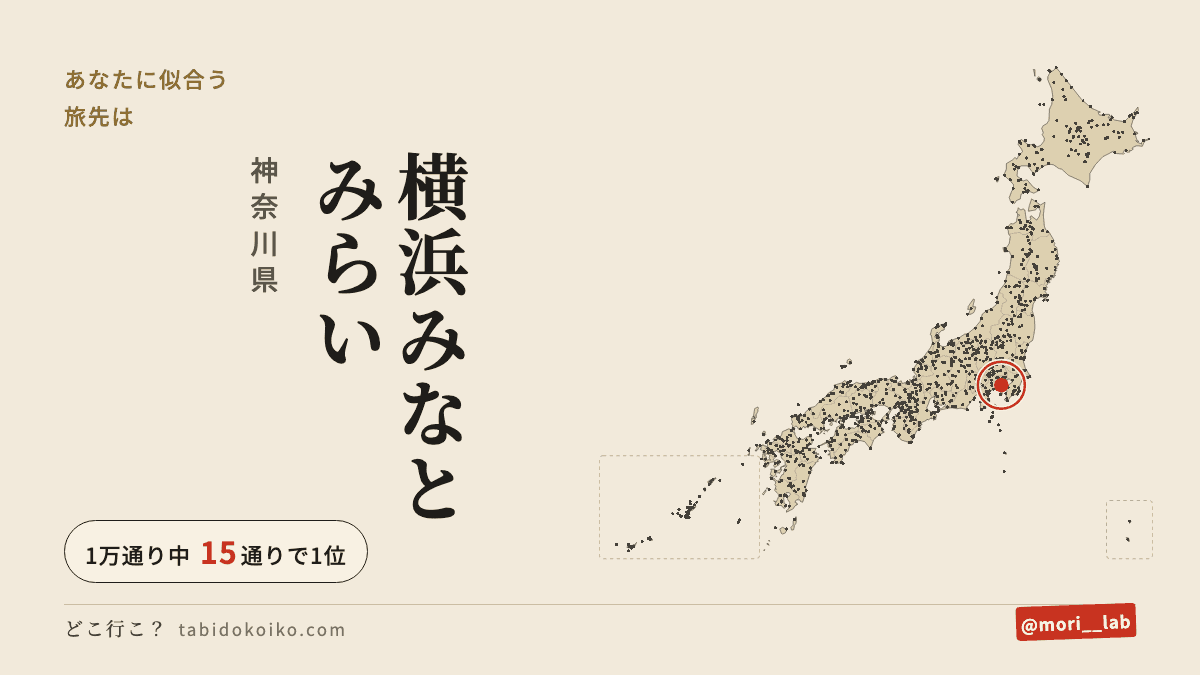 あなたに似合う
旅先は
横浜みなと
みらい
神奈川県
1万通り中 15通りで1位
どこ行こ？ tabidokoiko.com
@mori__lab